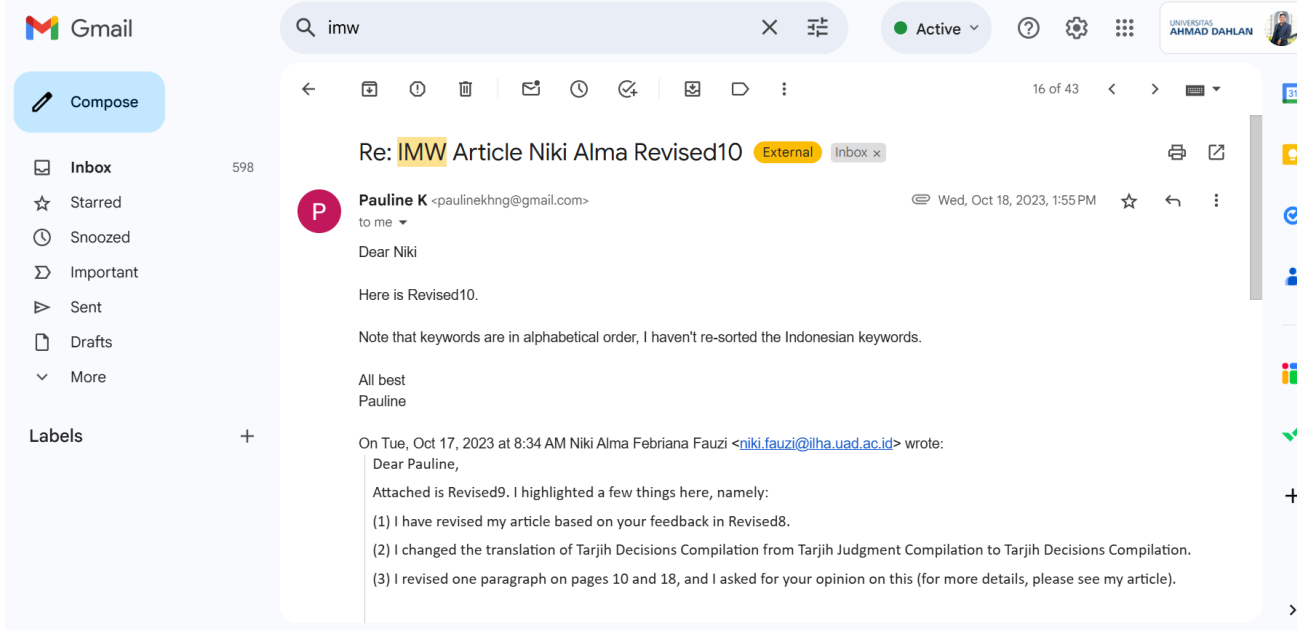 Gmail
imw
Active
UNIVERSITAS
AHMAD DAHLAN
Compose
16 of 43
31
Inbox 598
Starred
Snoozed
Important
Sent
Drafts
More
Labels
Re: IMW Article Niki Alma Revised10 External Inbox ×
P
Pauline K <paulinekhng@gmail.com> Wed, Oct 18, 2023, 1:55 PM
to me
Dear Niki
Here is Revised10.
Note that keywords are in alphabetical order, I haven't re-sorted the Indonesian keywords.
All best
Pauline
On Tue, Oct 17, 2023 at 8:34 AM Niki Alma Febriana Fauzi <niki.fauzi@ilha.uad.ac.id> wrote:
Dear Pauline,
Attached is Revised9. I highlighted a few things here, namely:
(1) I have revised my article based on your feedback in Revised8.
(2) I changed the translation of Tarjih Decisions Compilation from Tarjih Judgment Compilation to Tarjih Decisions Compilation.
(3) I revised one paragraph on pages 10 and 18, and I asked for your opinion on this (for more details, please see my article).